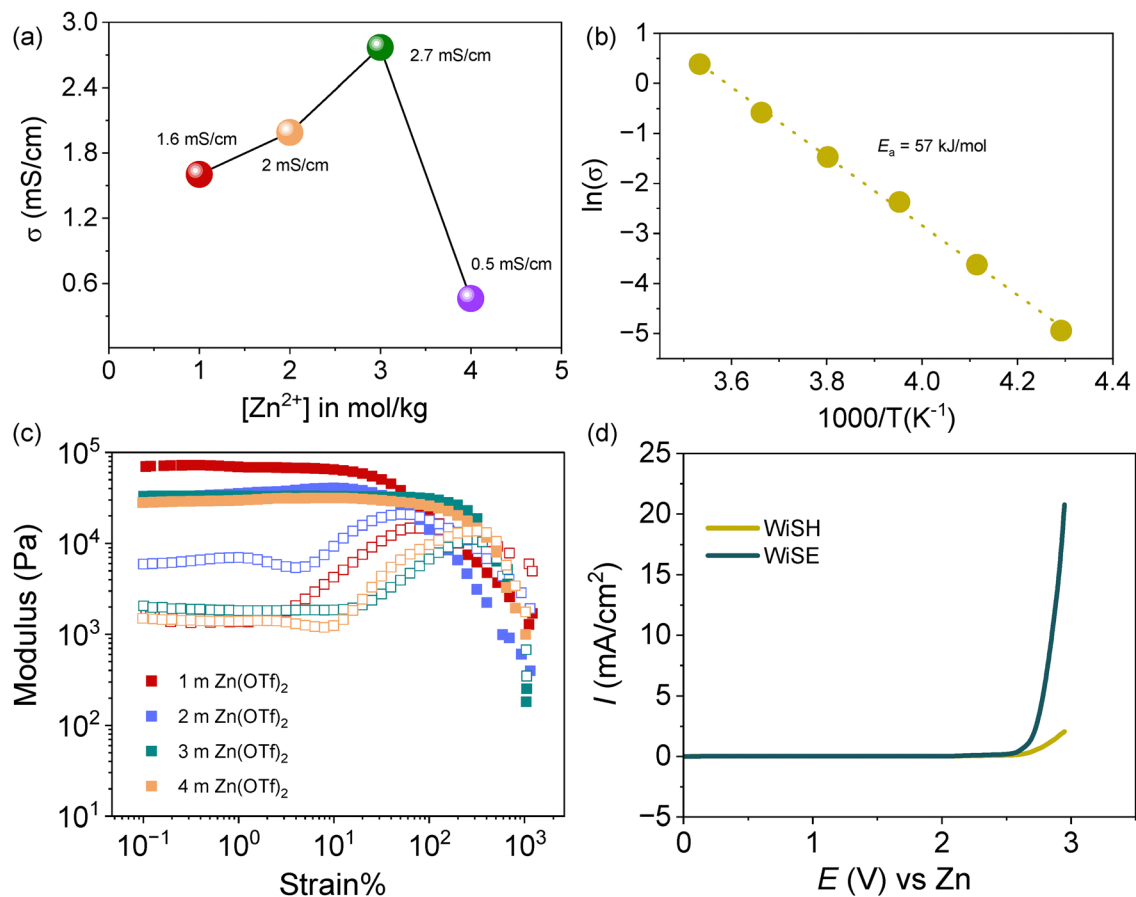 (a)
3.0
2.4
1.8
1.2
0.6
σ (mS/cm)
1.6 mS/cm
2 mS/cm
2.7 mS/cm
0.5 mS/cm
0 1 2 3 4 5
[Zn²⁺] in mol/kg
(b)
1
0
−1
−2
−3
−4
−5
ln(σ)
Eₐ = 57 kJ/mol
3.6 3.8 4.0 4.2 4.4
1000/T(K⁻¹)
(c)
10⁵
10⁴
10³
10²
10¹
Modulus (Pa)
1 m Zn(OTf)₂
2 m Zn(OTf)₂
3 m Zn(OTf)₂
4 m Zn(OTf)₂
10⁻¹ 10⁰ 10¹ 10² 10³
Strain%
(d)
25
20
15
10
5
0
−5
I (mA/cm²)
WiSH
WiSE
0 1 2 3
E (V) vs Zn